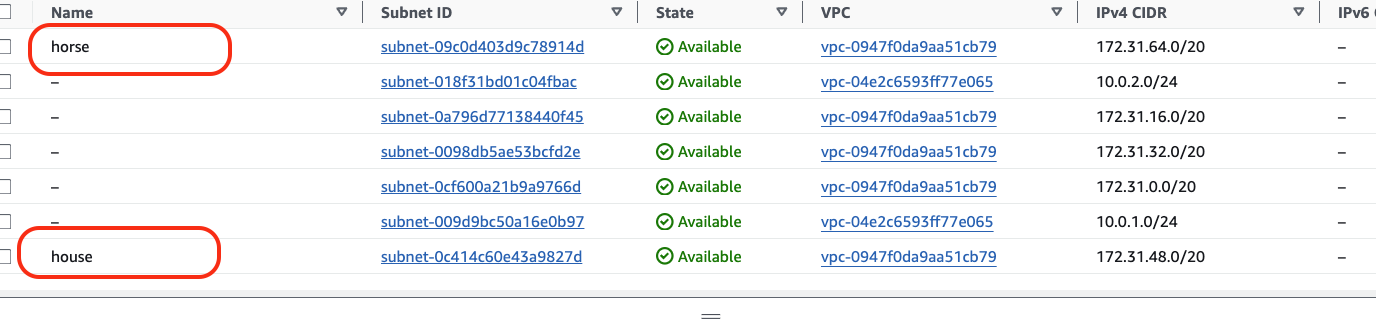 Name Subnet ID State VPC IPv4 CIDR IPv6
horse subnet-09c0d403d9c78914d Available vpc-0947f0da9aa51cb79 172.31.64.0/20 –
– subnet-018f31bd01c04fbac Available vpc-04e2c6593ff77e065 10.0.2.0/24 –
– subnet-0a796d77138440f45 Available vpc-0947f0da9aa51cb79 172.31.16.0/20 –
– subnet-0098db5ae53bcfd2e Available vpc-0947f0da9aa51cb79 172.31.32.0/20 –
– subnet-0cf600a21b9a9766d Available vpc-0947f0da9aa51cb79 172.31.0.0/20 –
– subnet-009d9bc50a16e0b97 Available vpc-04e2c6593ff77e065 10.0.1.0/24 –
house subnet-0c414c60e43a9827d Available vpc-0947f0da9aa51cb79 172.31.48.0/20 –